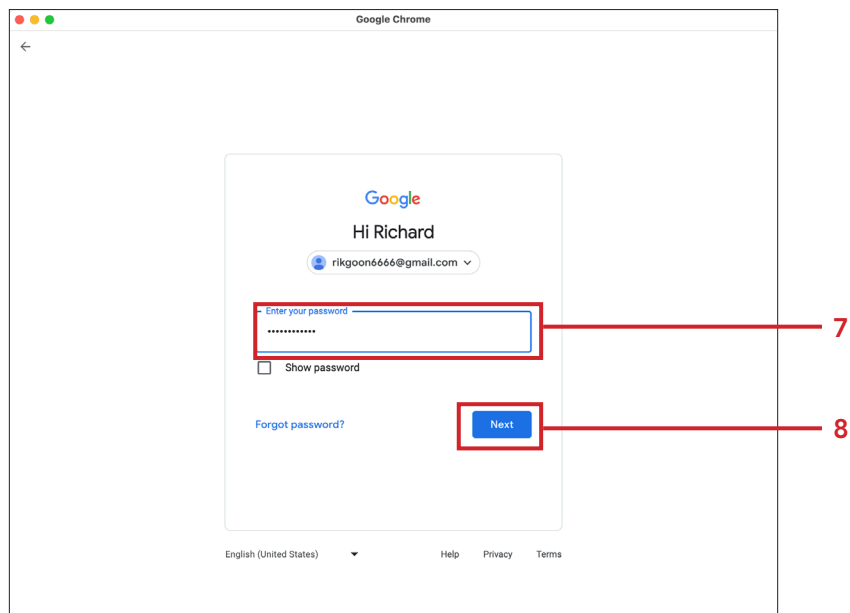 Google Chrome
Google
Hi Richard
rikgoon6666@gmail.com
Enter your password
••••••••••••
7
Show password
Forgot password?
Next
8
English (United States)
Help Privacy Terms